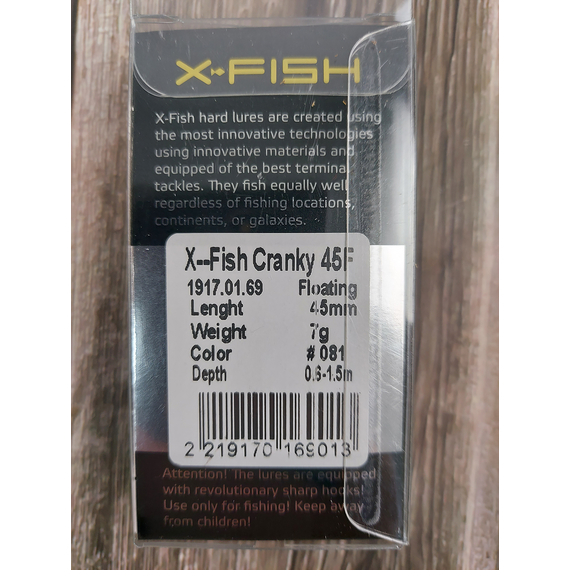 X-FISH
X-Fish hard lures are created using
the most innovative technologies
using innovative materials and
equipped of the best terminal
tackles. They fish equally well
regardless of fishing locations,
continents, or galaxies.
X--Fish Cranky 45F
1917.01.69 Floating
Lenght 45mm
Weight 7g
Color # 081
Depth 0.6-1.5m
2 219170 169013
Attention! The lures are equipped
with revolutionary sharp hooks!
Use only for fishing! Keep away
from children!